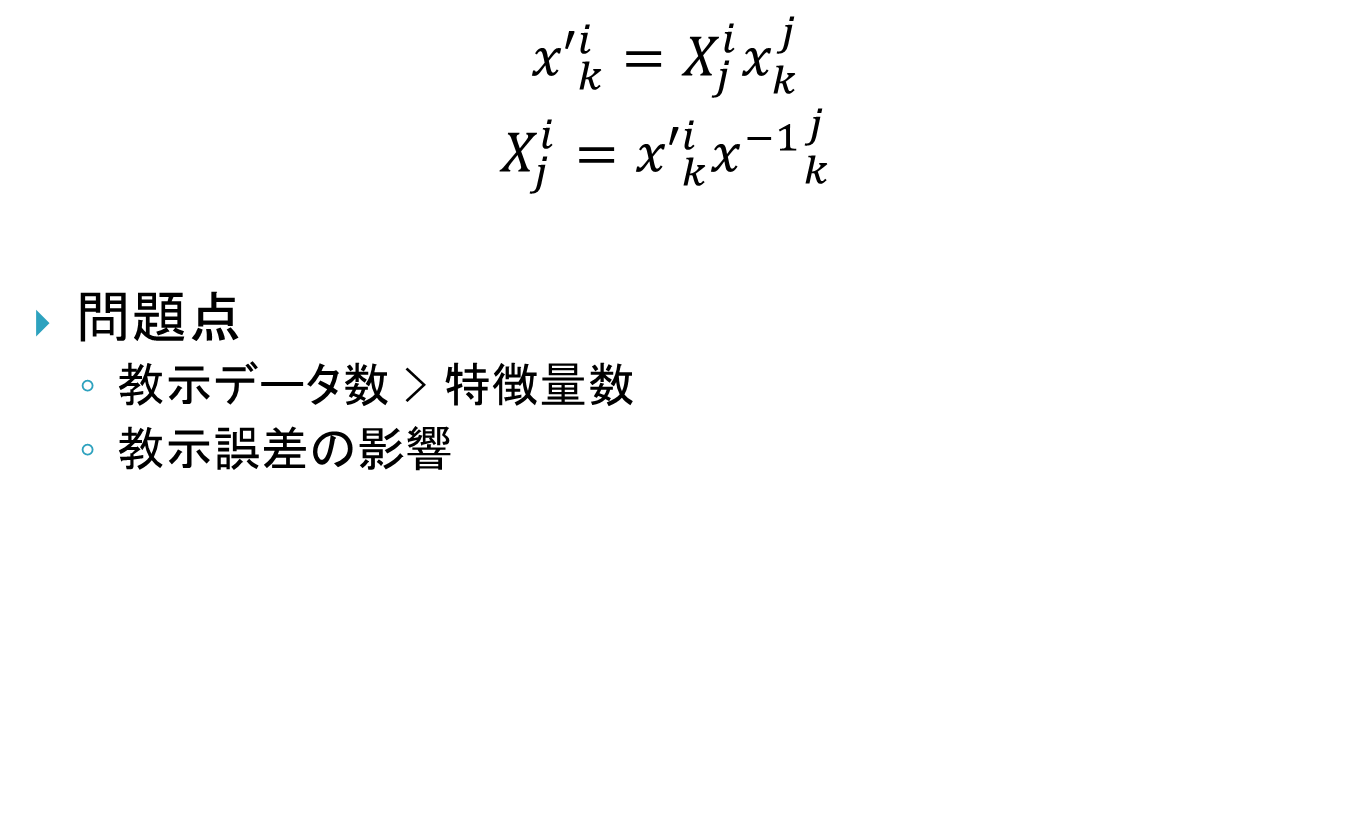 x'^i_k = X^i_j x^j_k
X^i_j = x'^i_k x^{-1}^j_k
問題点
教示データ数 > 特徴量数
教示誤差の影響